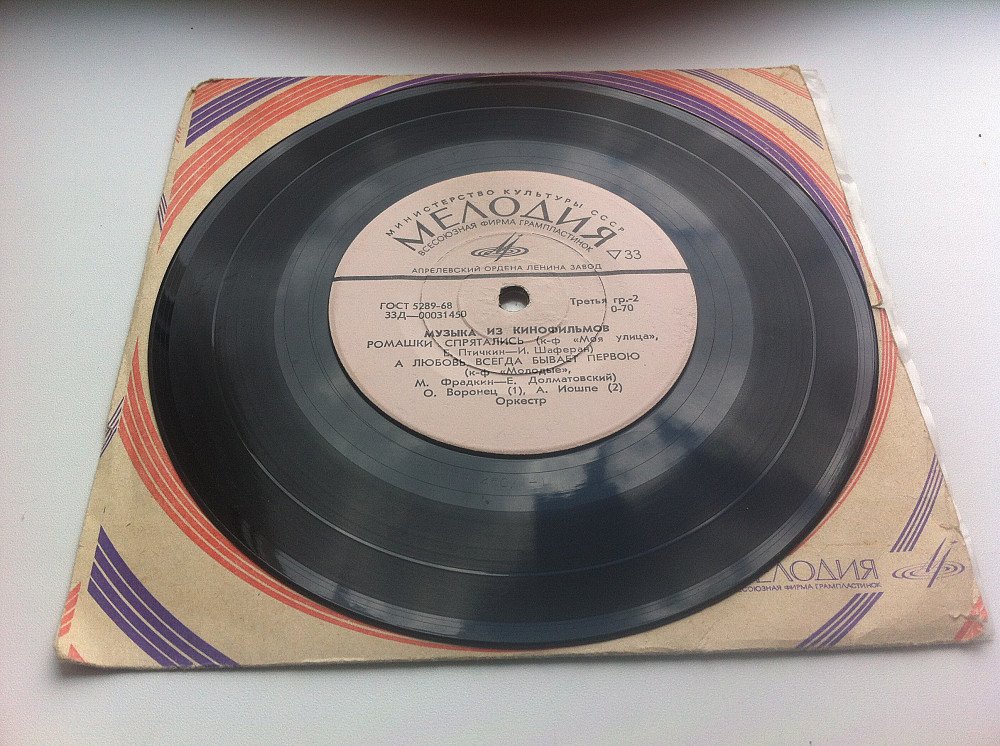 МИНИСТЕРСТВО КУЛЬТУРЫ СССР
МЕЛОДИЯ
ВСЕСОЮЗНАЯ ФИРМА ГРАМПЛАСТИНОК
33
АПРЕЛЕВСКИЙ ОРДЕНА ЛЕНИНА ЗАВОД
ГОСТ 5289-68 Третья гр.-2
33Д—00031450 0-70
МУЗЫКА ИЗ КИНОФИЛЬМОВ
РОМАШКИ СПРЯТАЛИСЬ (к-ф «Моя улица»,
Е. Птичкин—И. Шаферан)
А ЛЮБОВЬ ВСЕГДА БЫВАЕТ ПЕРВОЮ
(к-ф «Молодые»,
М. Фрадкин—Е. Долматовский)
О. Воронец (1), А. Иошпе (2)
Оркестр
ЛОДИЯ
СОЮЗНАЯ ФИРМА ГРАМПЛАСТИНОК